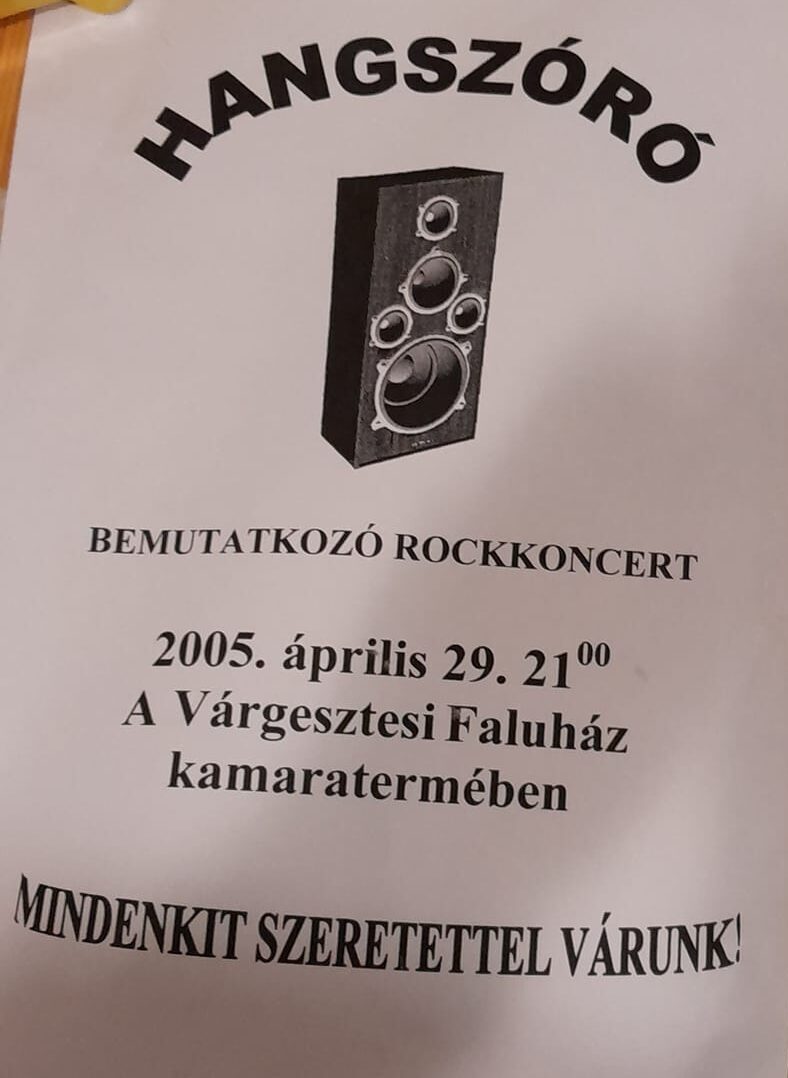 HANGSZÓRÓ
BEMUTATKOZÓ ROCKKONCERT
2005. április 29. 21⁰⁰
A Várgesztesi Faluház
kamaratermében
MINDENKIT SZERETETTEL VÁRUNK!